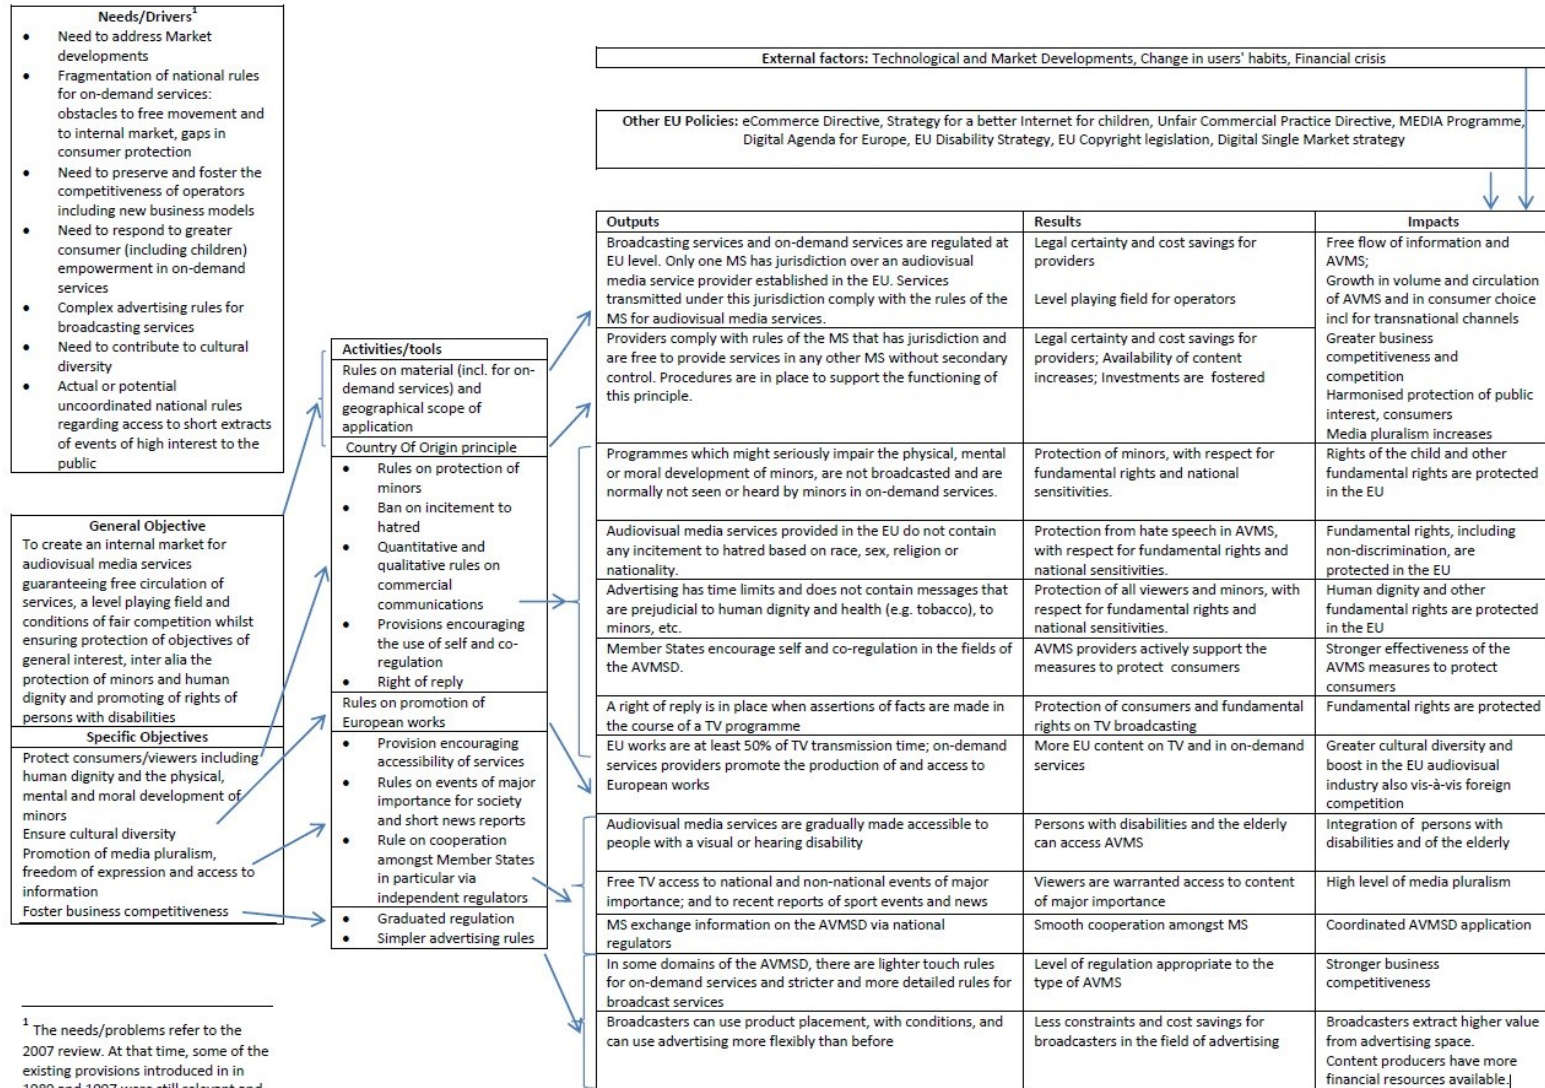 Needs/Drivers1
• Need to address Market
developments
• Fragmentation of national rules
for on-demand services:
obstacles to free movement and
to internal market, gaps in
consumer protection
• Need to preserve and foster the
competitiveness of operators
including new business models
• Need to respond to greater
consumer (including children)
empowerment in on-demand
services
• Complex advertising rules for
broadcasting services
• Need to contribute to cultural
diversity
• Actual or potential
uncoordinated national rules
regarding access to short extracts
of events of high interest to the
public
General Objective
To create an internal market for
audiovisual media services
guaranteeing free circulation of
services, a level playing field and
conditions of fair competition whilst
ensuring protection of objectives of
general interest, inter alia the
protection of minors and human
dignity and promoting of rights of
persons with disabilities
Specific Objectives
Protect consumers/viewers including
human dignity and the physical,
mental and moral development of
minors
Ensure cultural diversity
Promotion of media pluralism,
freedom of expression and access to
information
Foster business competitiveness
1 The needs/problems refer to the
2007 review. At that time, some of the
existing provisions introduced in in
1989 and 1997 were still relevant and
Activities/tools
Rules on material (incl. for on-
demand services) and
geographical scope of
application
Country Of Origin principle
• Rules on protection of
minors
• Ban on incitement to
hatred
• Quantitative and
qualitative rules on
commercial
communications
• Provisions encouraging
the use of self and co-
regulation
• Right of reply
Rules on promotion of
European works
• Provision encouraging
accessibility of services
• Rules on events of major
importance for society
and short news reports
• Rule on cooperation
amongst Member States
in particular via
independent regulators
• Graduated regulation
• Simpler advertising rules
External factors: Technological and Market Developments, Change in users' habits, Financial crisis
Other EU Policies: eCommerce Directive, Strategy for a better Internet for children, Unfair Commercial Practice Directive, MEDIA Programme,
Digital Agenda for Europe, EU Disability Strategy, EU Copyright legislation, Digital Single Market strategy
Outputs
Results
Impacts
Broadcasting services and on-demand services are regulated at
EU level. Only one MS has jurisdiction over an audiovisual
media service provider established in the EU. Services
transmitted under this jurisdiction comply with the rules of the
MS for audiovisual media services.
Legal certainty and cost savings for
providers
Level playing field for operators
Free flow of information and
AVMS;
Growth in volume and circulation
of AVMS and in consumer choice
incl for transnational channels
Greater business
competitiveness and
competition
Harmonised protection of public
interest, consumers
Media pluralism increases
Providers comply with rules of the MS that has jurisdiction and
are free to provide services in any other MS without secondary
control. Procedures are in place to support the functioning of
this principle.
Legal certainty and cost savings for
providers; Availability of content
increases; Investments are fostered
Programmes which might seriously impair the physical, mental
or moral development of minors, are not broadcasted and are
normally not seen or heard by minors in on-demand services.
Protection of minors, with respect for
fundamental rights and national
sensitivities.
Rights of the child and other
fundamental rights are protected
in the EU
Audiovisual media services provided in the EU do not contain
any incitement to hatred based on race, sex, religion or
nationality.
Protection from hate speech in AVMS,
with respect for fundamental rights and
national sensitivities.
Fundamental rights, including
non-discrimination, are
protected in the EU
Advertising has time limits and does not contain messages that
are prejudicial to human dignity and health (e.g. tobacco), to
minors, etc.
Protection of all viewers and minors, with
respect for fundamental rights and
national sensitivities.
Human dignity and other
fundamental rights are protected
in the EU
Member States encourage self and co-regulation in the fields of
the AVMSD.
AVMS providers actively support the
measures to protect consumers
Stronger effectiveness of the
AVMS measures to protect
consumers
A right of reply is in place when assertions of facts are made in
the course of a TV programme
Protection of consumers and fundamental
rights on TV broadcasting
Fundamental rights are protected
EU works are at least 50% of TV transmission time; on-demand
services providers promote the production of and access to
European works
More EU content on TV and in on-demand
services
Greater cultural diversity and
boost in the EU audiovisual
industry also vis-à-vis foreign
competition
Audiovisual media services are gradually made accessible to
people with a visual or hearing disability
Persons with disabilities and the elderly
can access AVMS
Integration of persons with
disabilities and of the elderly
Free TV access to national and non-national events of major
importance; and to recent reports of sport events and news
Viewers are warranted access to content
of major importance
High level of media pluralism
MS exchange information on the AVMSD via national
regulators
Smooth cooperation amongst MS
Coordinated AVMSD application
In some domains of the AVMSD, there are lighter touch rules
for on-demand services and stricter and more detailed rules for
broadcast services
Level of regulation appropriate to the
type of AVMS
Stronger business
competitiveness
Broadcasters can use product placement, with conditions, and
can use advertising more flexibly than before
Less constraints and cost savings for
broadcasters in the field of advertising
Broadcasters extract higher value
from advertising space.
Content producers have more
financial resources available.